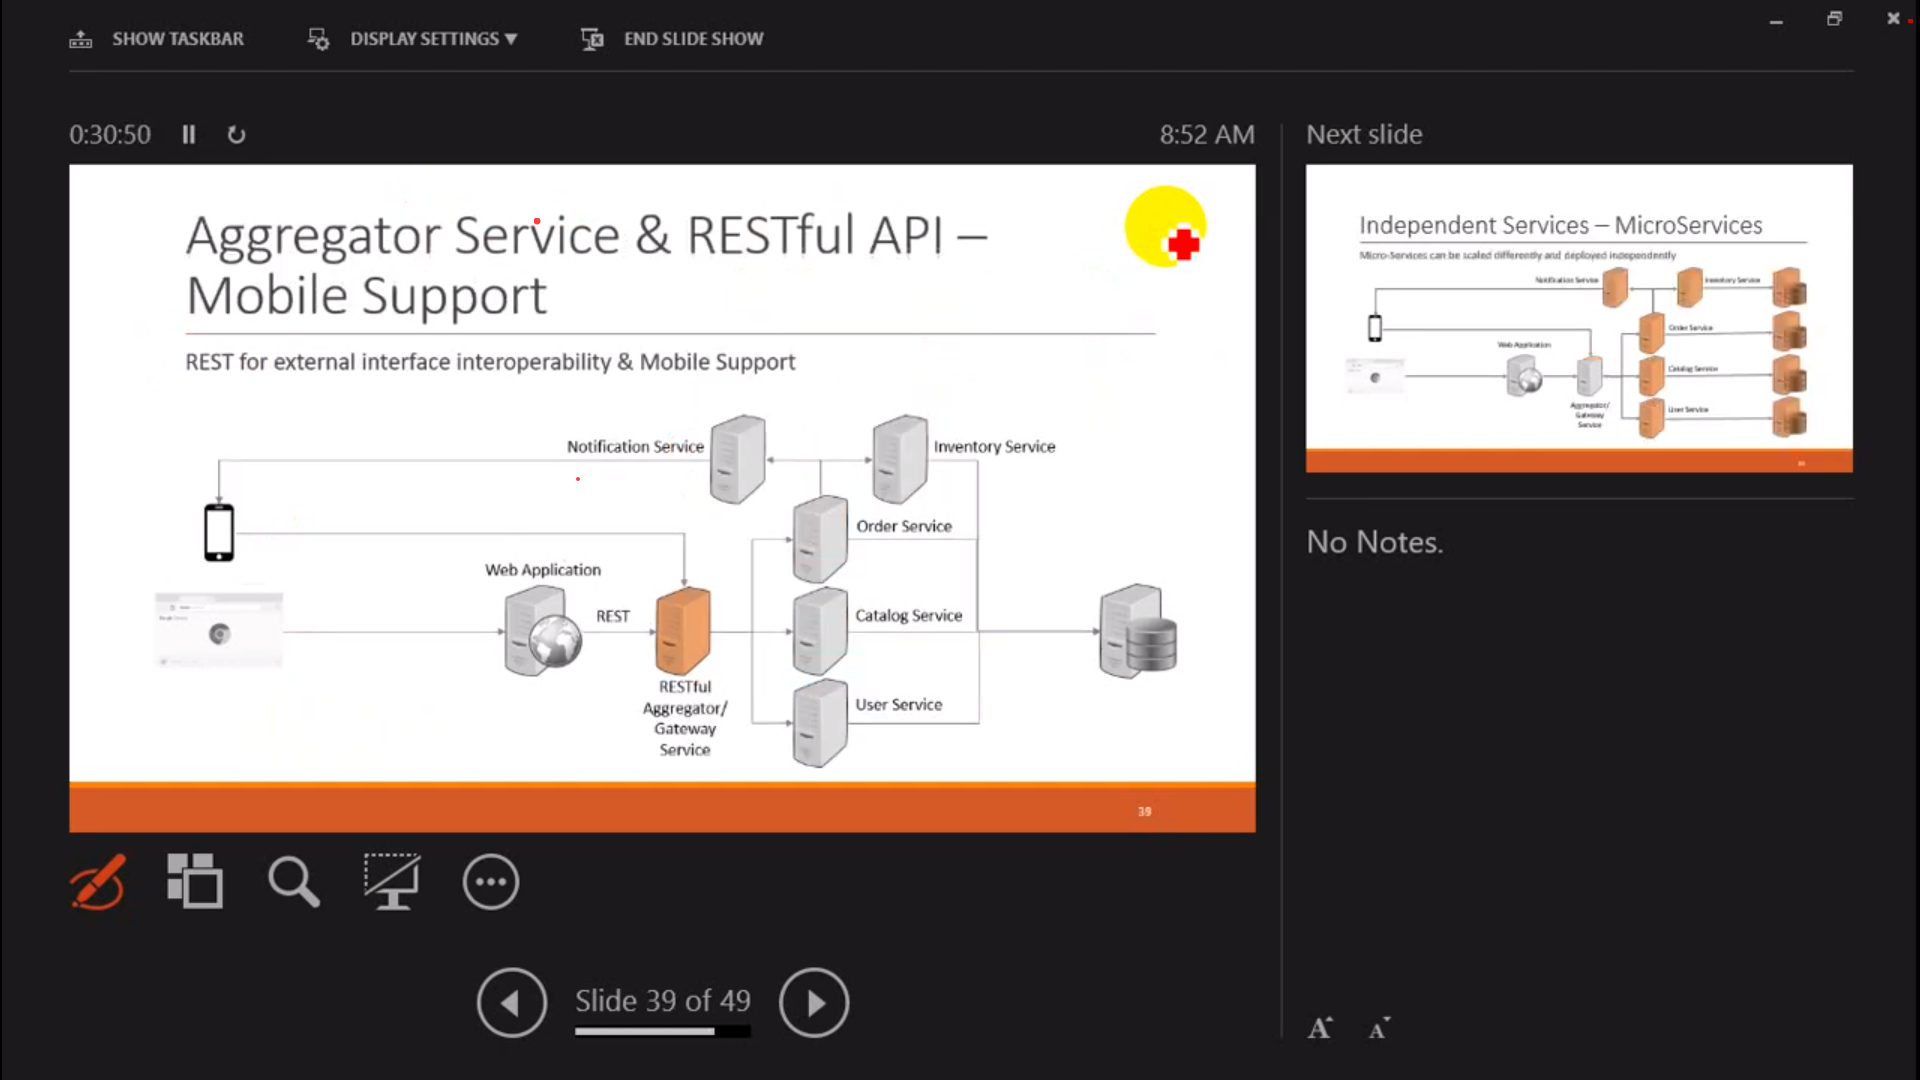 SHOW TASKBAR
DISPLAY SETTINGS ▼
END SLIDE SHOW
0:30:50
8:52 AM
Next slide
Aggregator Service & RESTful API –
Mobile Support
REST for external interface interoperability & Mobile Support
Notification Service
Inventory Service
Order Service
Web Application
REST
Catalog Service
RESTful
Aggregator/
Gateway
Service
User Service
39
Independent Services – MicroServices
Micro-Services can be scaled differently and deployed independently
Notification Service
Inventory Service
Order Service
Web Application
Catalog Service
Aggregator/
Gateway
Service
User Service
No Notes.
Slide 39 of 49
A
A